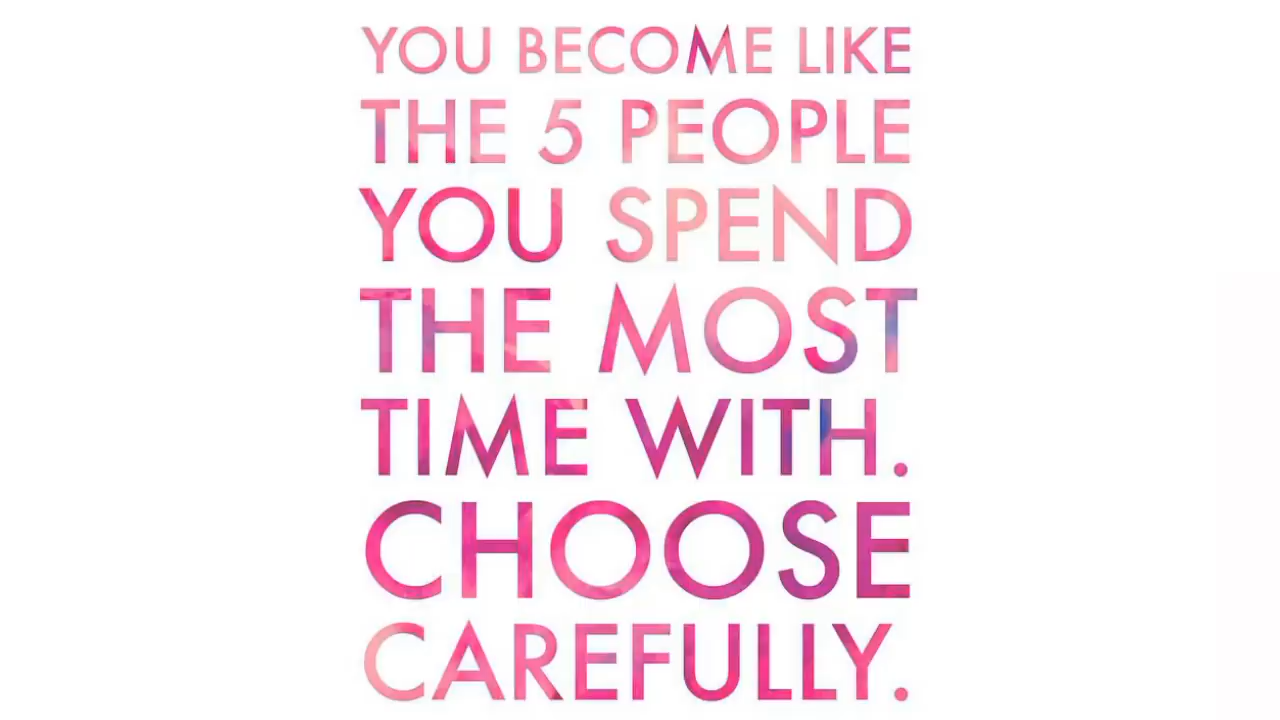 YOU BECOME LIKE
THE 5 PEOPLE
YOU SPEND
THE MOST
TIME WITH.
CHOOSE
CAREFULLY.